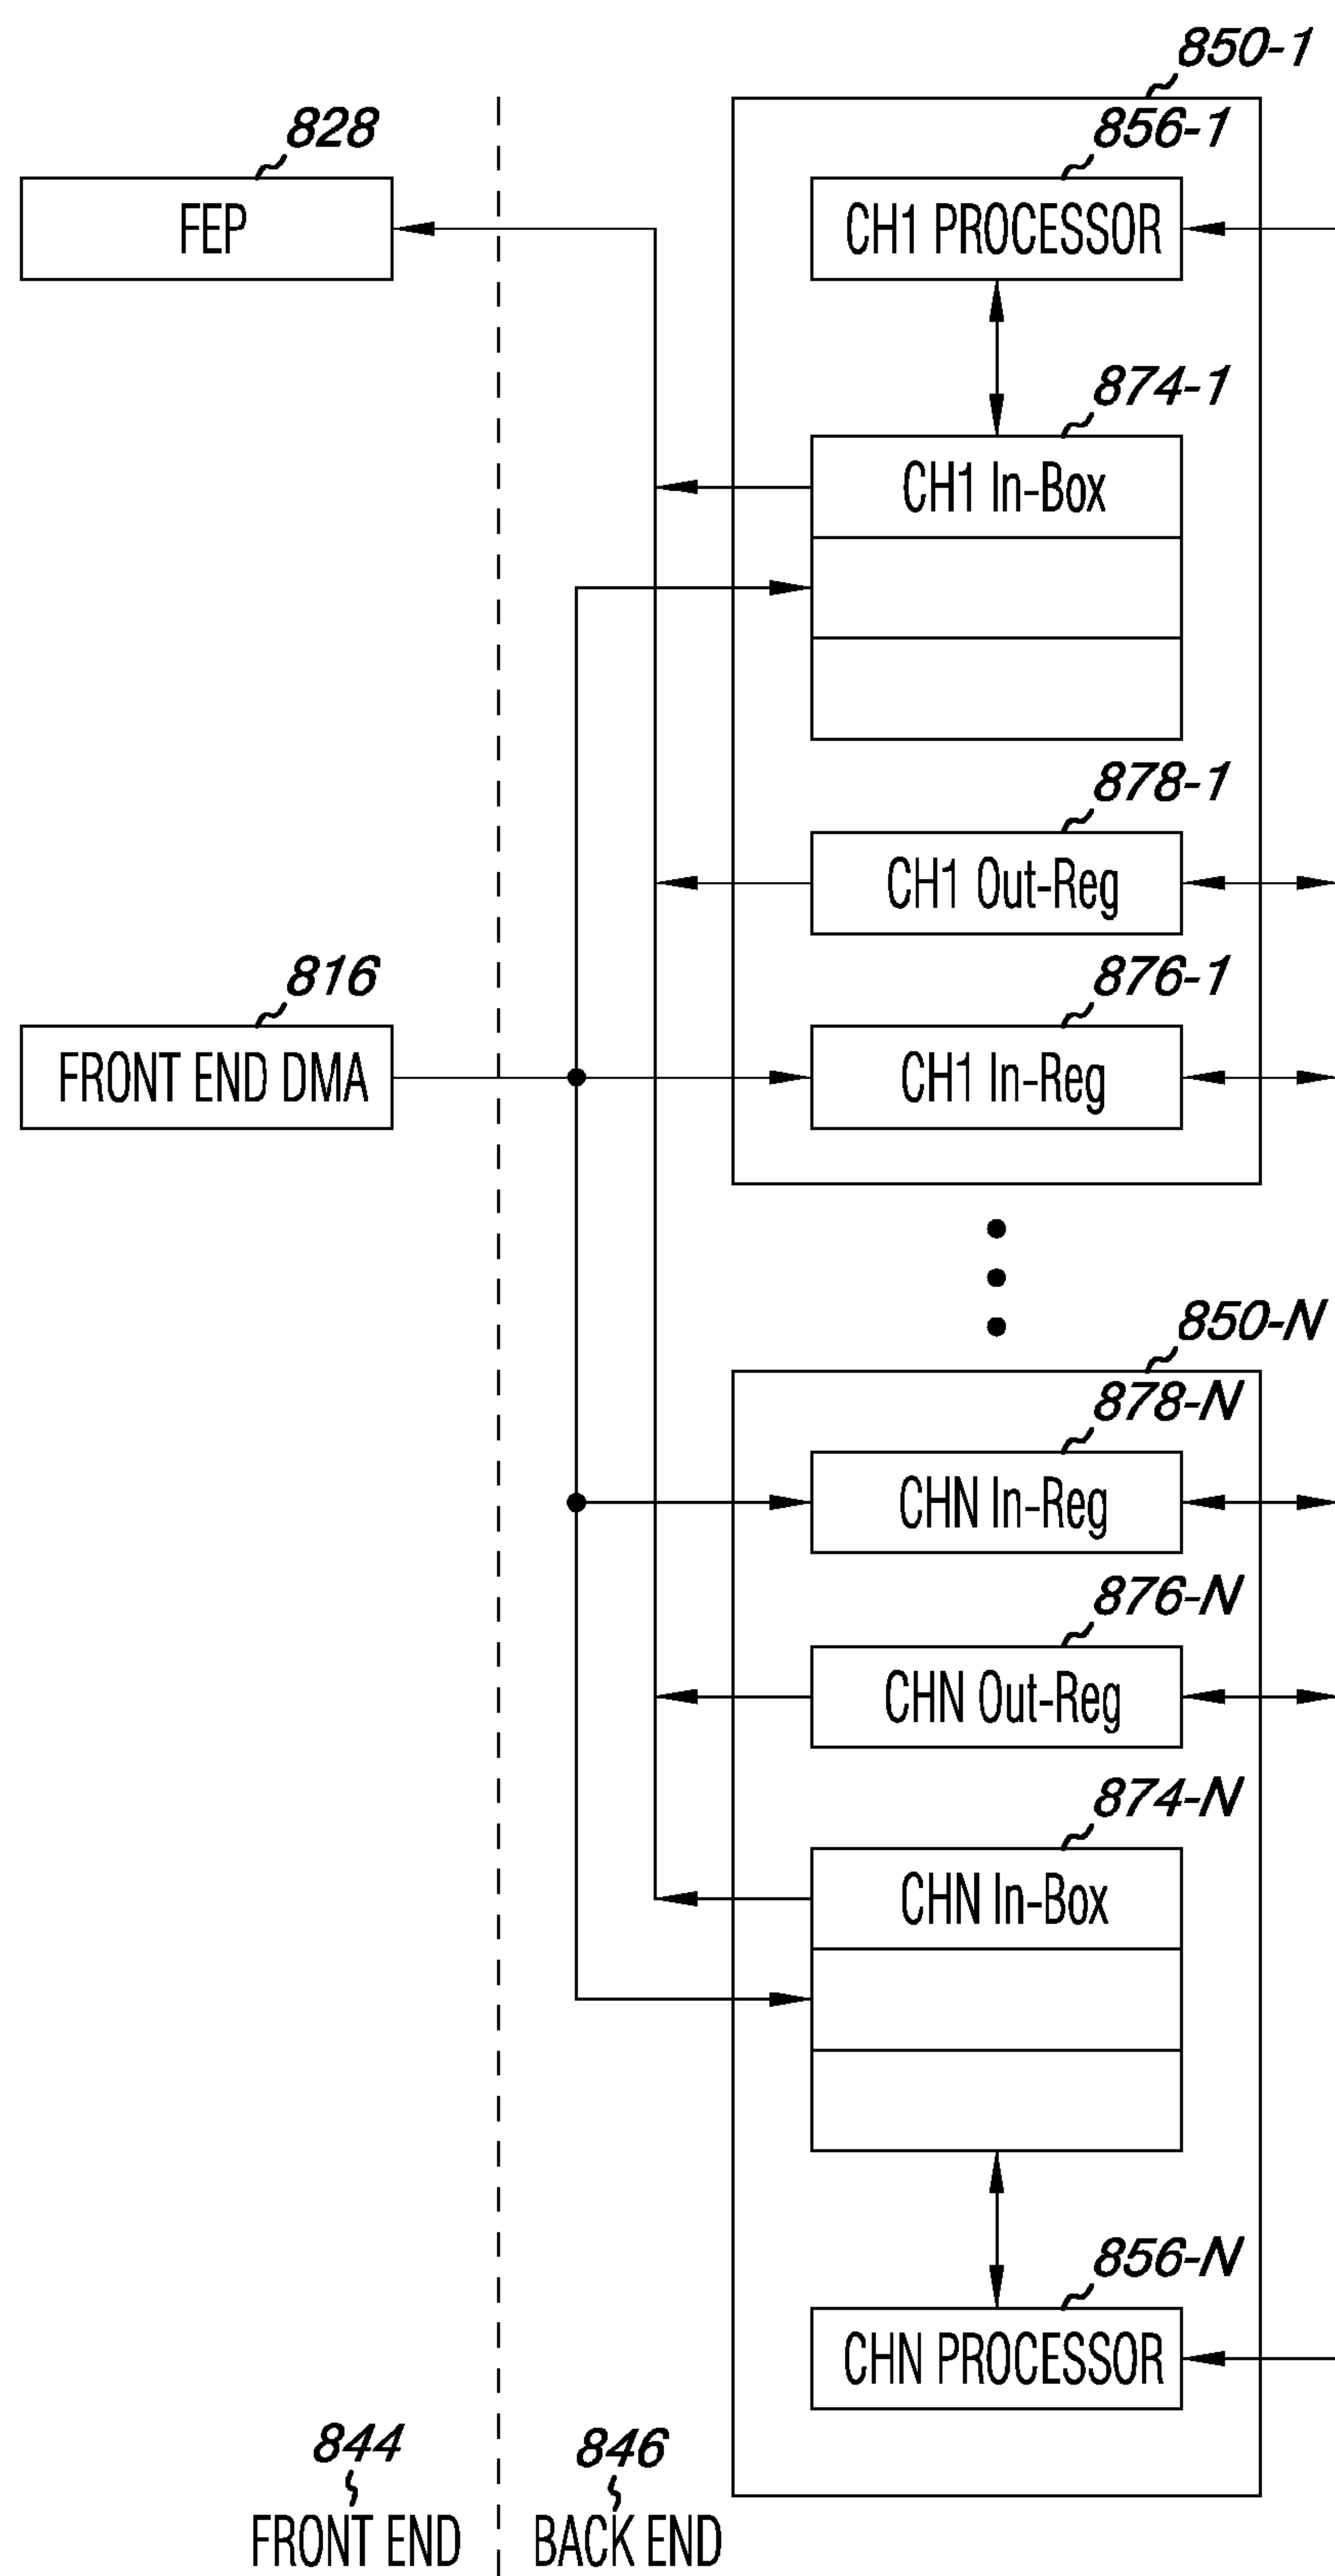 850-1
828
856-1
FEP
CH1 PROCESSOR
874-1
CH1 In-Box
878-1
CH1 Out-Reg
816
876-1
FRONT END DMA
CH1 In-Reg
850-N
878-N
CHN In-Reg
876-N
CHN Out-Reg
874-N
CHN In-Box
856-N
CHN PROCESSOR
844
846
FRONT END
BACK END